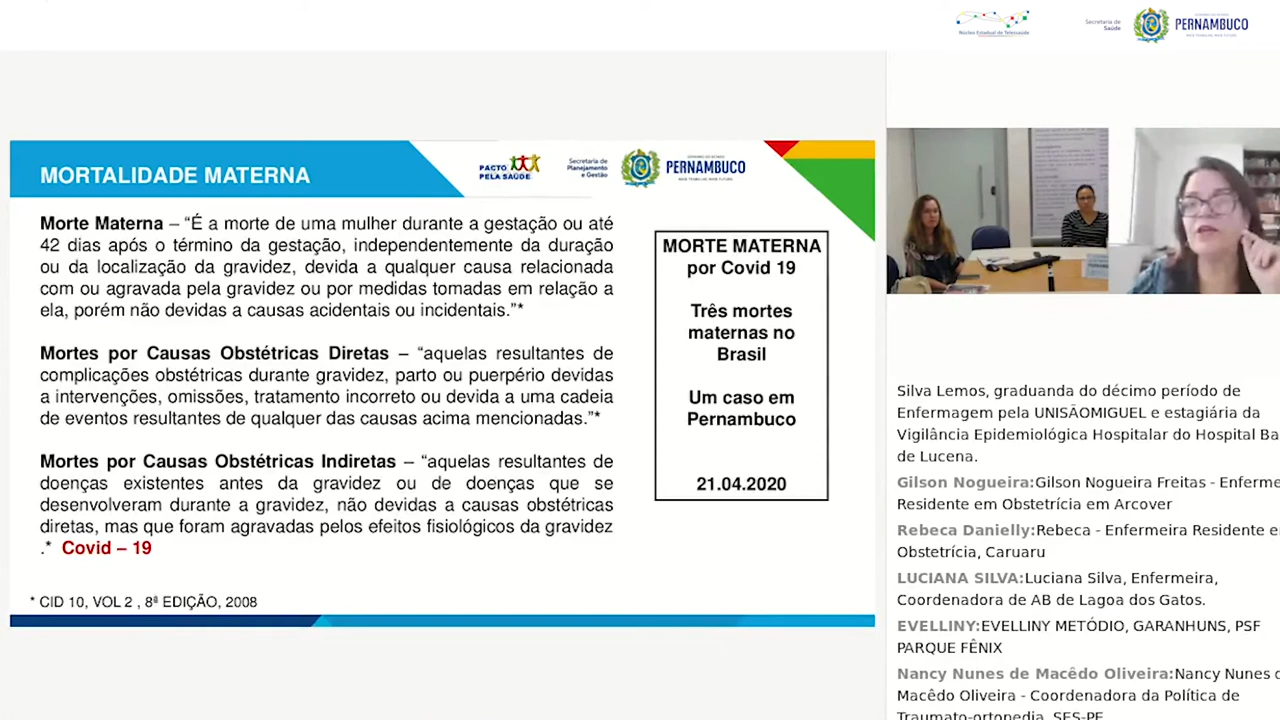 Núcleo Estadual de Telessaúde
Secretaria de
Saúde
PERNAMBUCO
MORTALIDADE MATERNA
PACTO
PELA SAÚDE
Secretaria de
Planejamento
e Gestão
PERNAMBUCO
Morte Materna – “É a morte de uma mulher durante a gestação ou até
42 dias após o término da gestação, independentemente da duração
ou da localização da gravidez, devida a qualquer causa relacionada
com ou agravada pela gravidez ou por medidas tomadas em relação a
ela, porém não devidas a causas acidentais ou incidentais.”*
Mortes por Causas Obstétricas Diretas – “aquelas resultantes de
complicações obstétricas durante gravidez, parto ou puerpério devidas
a intervenções, omissões, tratamento incorreto ou devida a uma cadeia
de eventos resultantes de qualquer das causas acima mencionadas.”*
Mortes por Causas Obstétricas Indiretas – “aquelas resultantes de
doenças existentes antes da gravidez ou de doenças que se
desenvolveram durante a gravidez, não devidas a causas obstétricas
diretas, mas que foram agravadas pelos efeitos fisiológicos da gravidez
.* Covid – 19
* CID 10, VOL 2 , 8ª EDIÇÃO, 2008
MORTE MATERNA
por Covid 19
Três mortes
maternas no
Brasil
Um caso em
Pernambuco
21.04.2020
Silva Lemos, graduanda do décimo período de
Enfermagem pela UNISÃOMIGUEL e estagiária da
Vigilância Epidemiológica Hospitalar do Hospital Ba
de Lucena.
Gilson Nogueira:Gilson Nogueira Freitas - Enferme
Residente em Obstetrícia em Arcover
Rebeca Danielly:Rebeca - Enfermeira Residente e
Obstetrícia, Caruaru
LUCIANA SILVA:Luciana Silva, Enfermeira,
Coordenadora de AB de Lagoa dos Gatos.
EVELLINY:EVELLINY METÓDIO, GARANHUNS, PSF
PARQUE FÊNIX
Nancy Nunes de Macêdo Oliveira:Nancy Nunes d
Macêdo Oliveira - Coordenadora da Política de
Traumato-ortopedia, SES-PE